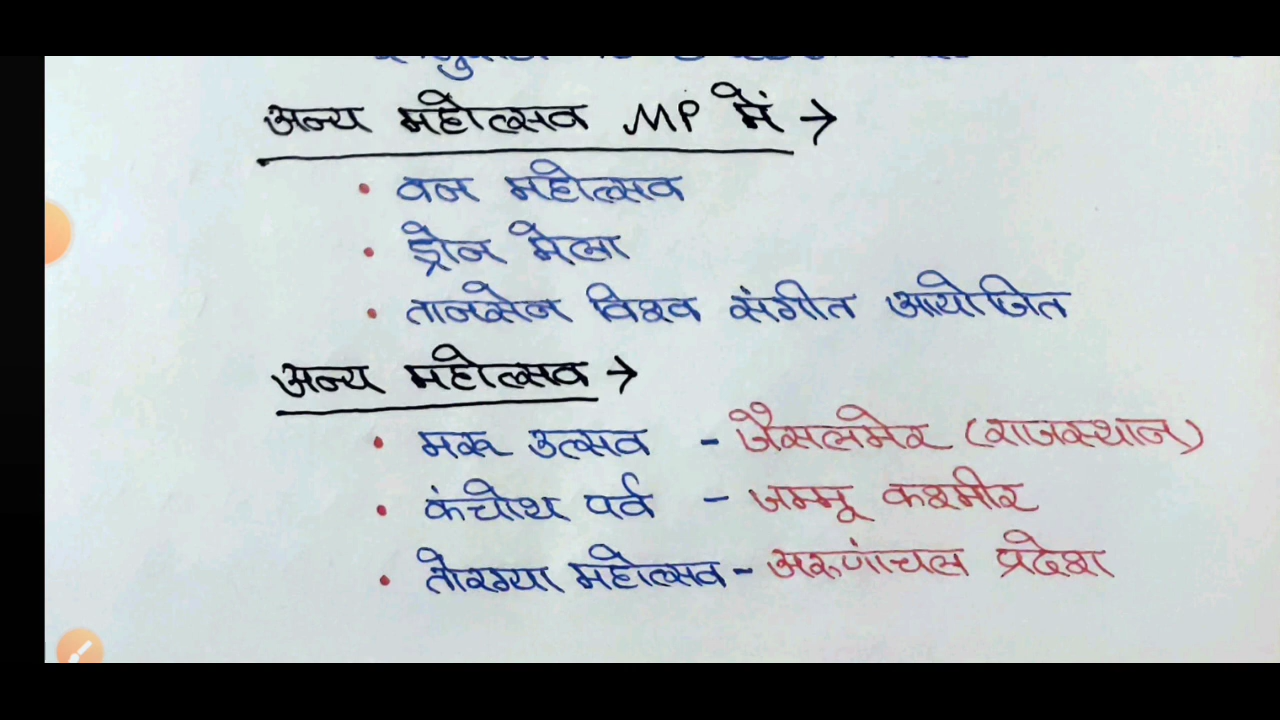 अन्य महोत्सव MP में →
• वन महोत्सव
• ड्रोन मेला
• तानसेन विश्व संगीत आयोजित
अन्य महोत्सव →
• मरू उत्सव - जैसलमेर (राजस्थान)
• कंचोथ पर्व - जम्मू कश्मीर
• तोरग्या महोत्सव - अरुणांचल प्रदेश